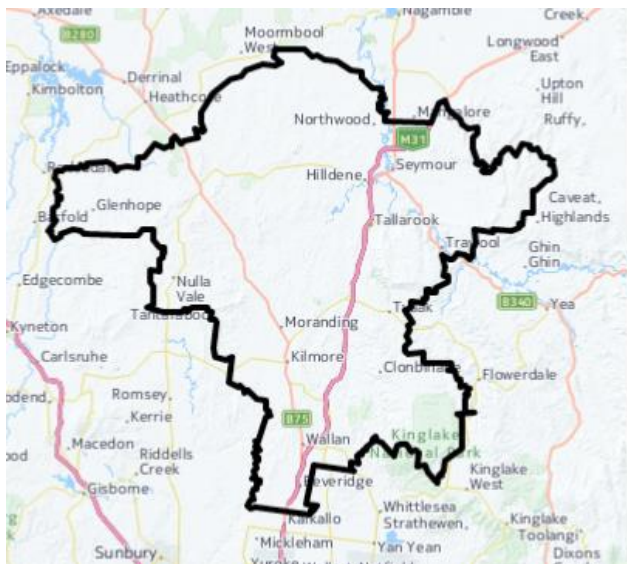 Axedale
Nagambie
Creek,
B280
Moormbool
West
Longwood
East
Eppalock
Derrinal
Kimbolton
Heathcote
Upton
Hill
Northwood
Mangalore
Ruffy,
M31
Seymour
Hilldene
Caveat,
Highlands
Glenhope
Barfold
Tallarook
Trawool
Ghin
Ghin
Edgecombe
Nulla
Vale
B340
Yea
Kyneton
Moranding
Carlsruhe
Kilmore
Clonbinane
Flowerdale
Romsey
Kerrie
B75
Kinglake
National Park
Macedon
Wallan
Riddells
Creek
Kinglake
West
Gisborne
Beveridge
Whittlesea
Strathewen,
Kalkallo
Kinglake
Toolangi
Mickleham
Sunbury
Yan Yean
Dixons